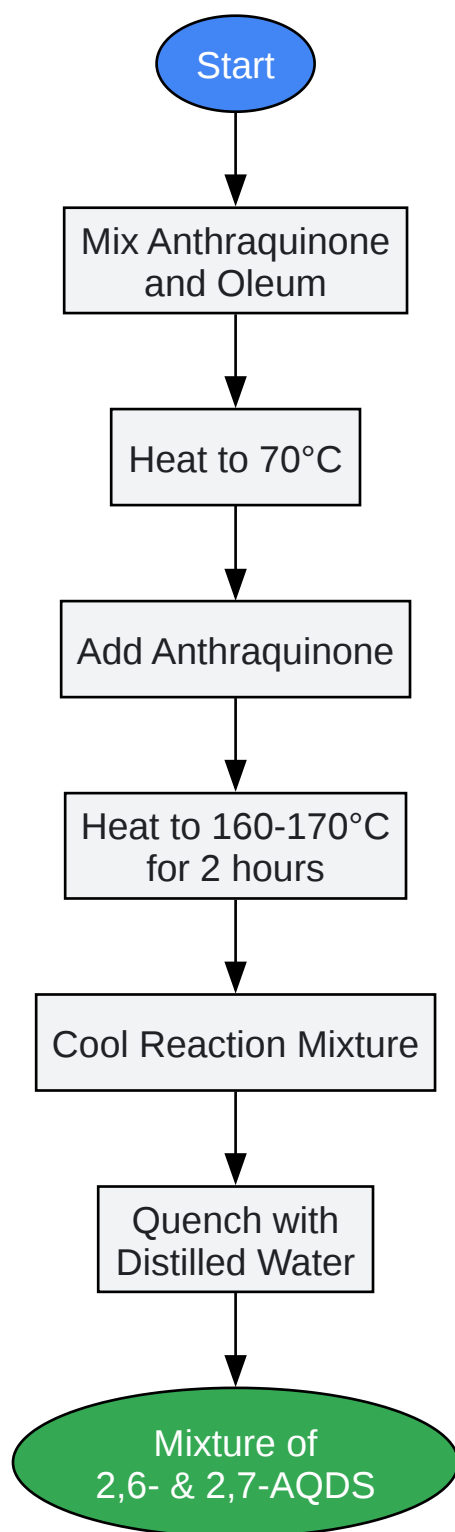 Start
Mix Anthraquinone
and Oleum
Heat to 70°C
Add Anthraquinone
Heat to 160-170°C
for 2 hours
Cool Reaction Mixture
Quench with
Distilled Water
Mixture of
2,6- & 2,7-AQDS